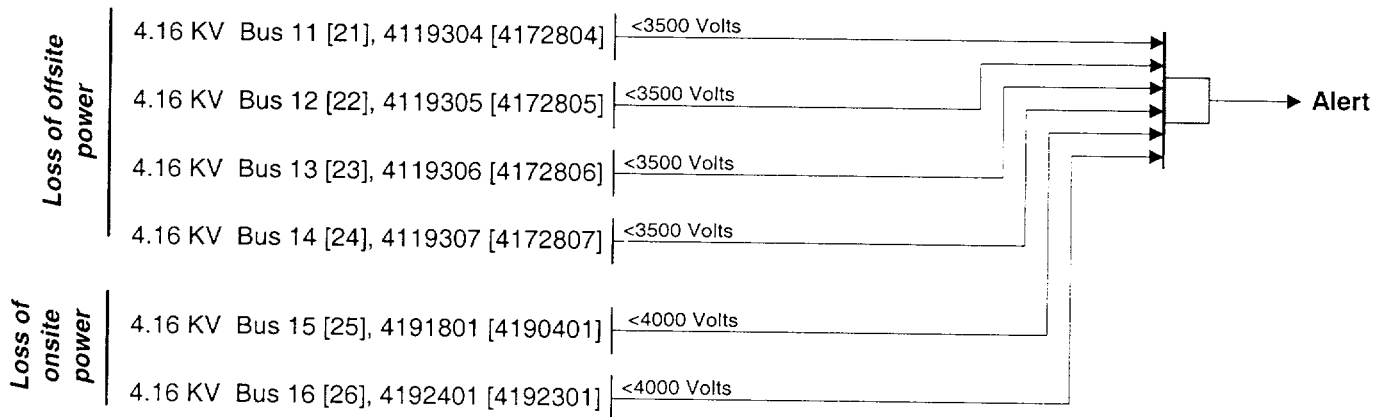 Loss of offsite
power
4.16 KV Bus 11 [21], 4119304 [4172804] <3500 Volts
4.16 KV Bus 12 [22], 4119305 [4172805] <3500 Volts
4.16 KV Bus 13 [23], 4119306 [4172806] <3500 Volts
4.16 KV Bus 14 [24], 4119307 [4172807] <3500 Volts
Alert
Loss of
onsite
power
4.16 KV Bus 15 [25], 4191801 [4190401] <4000 Volts
4.16 KV Bus 16 [26], 4192401 [4192301] <4000 Volts